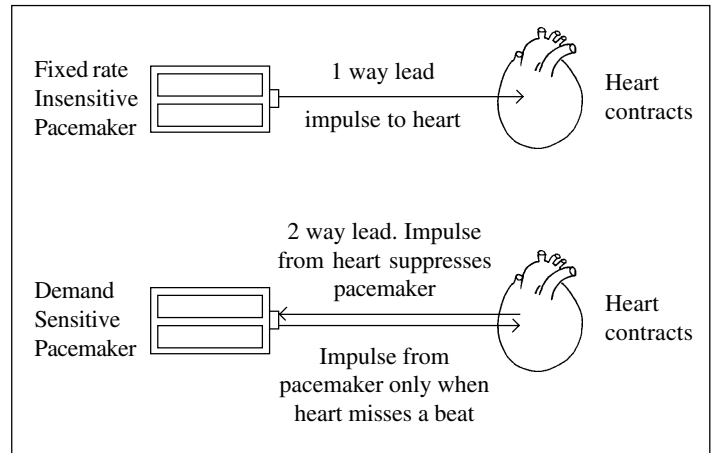 Fixed rate
Insensitive
Pacemaker
1 way lead
impulse to heart
Heart
contracts
2 way lead. Impulse
from heart suppresses
pacemaker
Demand
Sensitive
Pacemaker
Heart
contracts
Impulse from
pacemaker only when
heart misses a beat